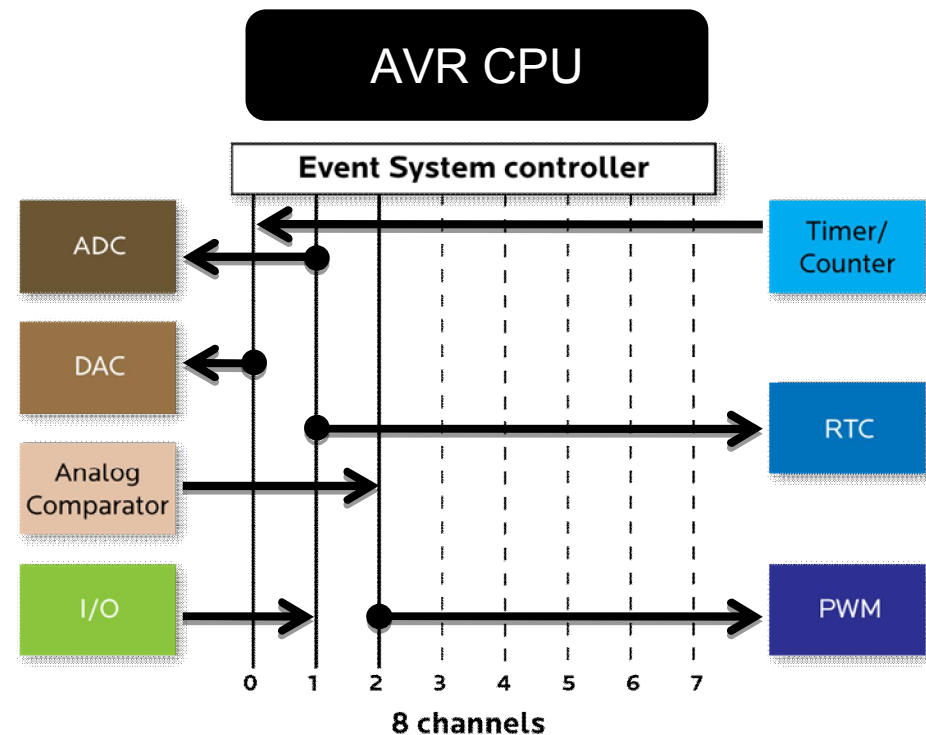 AVR CPU
Event System controller
ADC
Timer/
Counter
DAC
RTC
Analog
Comparator
I/O
PWM
0 1 2 3 4 5 6 7
8 channels